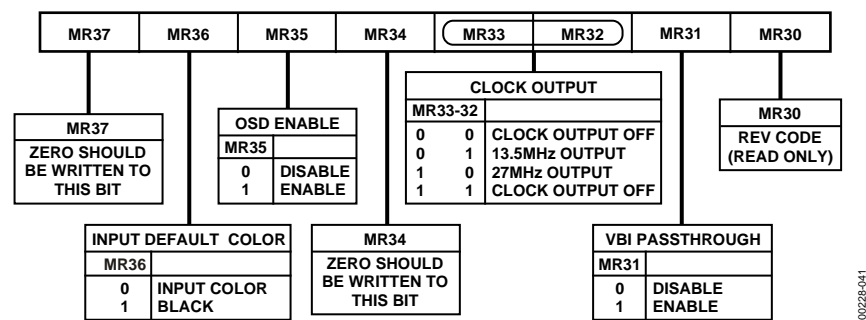 MR37 MR36 MR35 MR34 MR33 MR32 MR31 MR30
MR37
ZERO SHOULD
BE WRITTEN TO
THIS BIT
OSD ENABLE
MR35
0 DISABLE
1 ENABLE
CLOCK OUTPUT
MR33-32
0 0 CLOCK OUTPUT OFF
0 1 13.5MHz OUTPUT
1 0 27MHz OUTPUT
1 1 CLOCK OUTPUT OFF
MR30
REV CODE
(READ ONLY)
INPUT DEFAULT COLOR
MR36
0 INPUT COLOR
1 BLACK
MR34
ZERO SHOULD
BE WRITTEN TO
THIS BIT
VBI PASSTHROUGH
MR31
0 DISABLE
1 ENABLE
00228-041